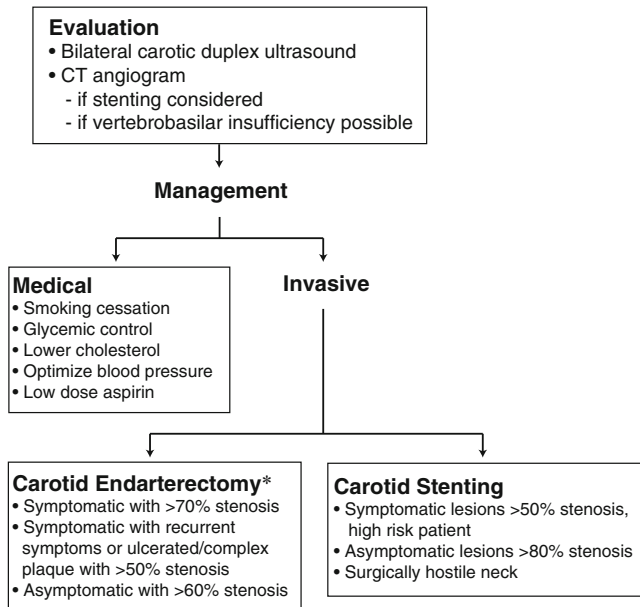 Evaluation
• Bilateral carotic duplex ultrasound
• CT angiogram
- if stenting considered
- if vertebrobasilar insufficiency possible
Management
Medical
• Smoking cessation
• Glycemic control
• Lower cholesterol
• Optimize blood pressure
• Low dose aspirin
Invasive
Carotid Endarterectomy*
• Symptomatic with >70% stenosis
• Symptomatic with recurrent
symptoms or ulcerated/complex
plaque with >50% stenosis
• Asymptomatic with >60% stenosis
Carotid Stenting
• Symptomatic lesions >50% stenosis,
high risk patient
• Asymptomatic lesions >80% stenosis
• Surgically hostile neck